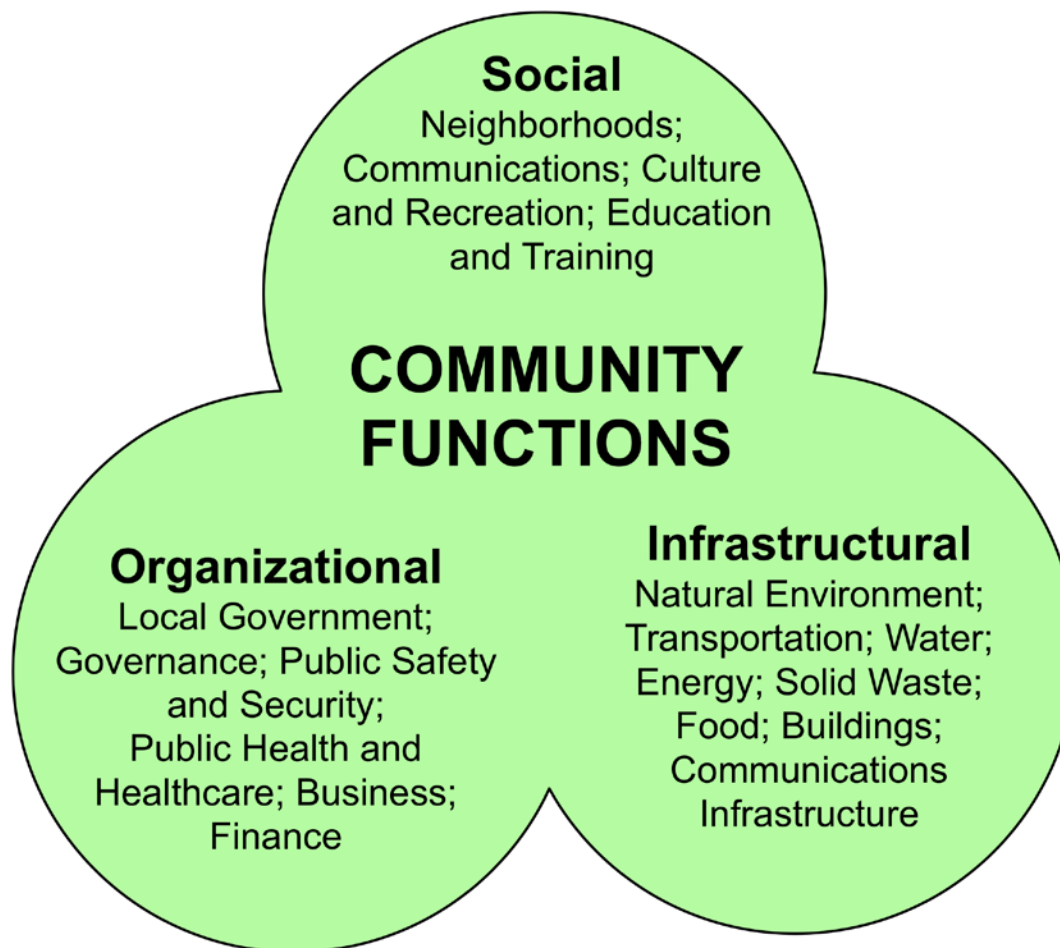 Social
Neighborhoods;
Communications; Culture
and Recreation; Education
and Training
COMMUNITY
FUNCTIONS
Organizational
Local Government;
Governance; Public Safety
and Security;
Public Health and
Healthcare; Business;
Finance
Infrastructural
Natural Environment;
Transportation; Water;
Energy; Solid Waste;
Food; Buildings;
Communications
Infrastructure